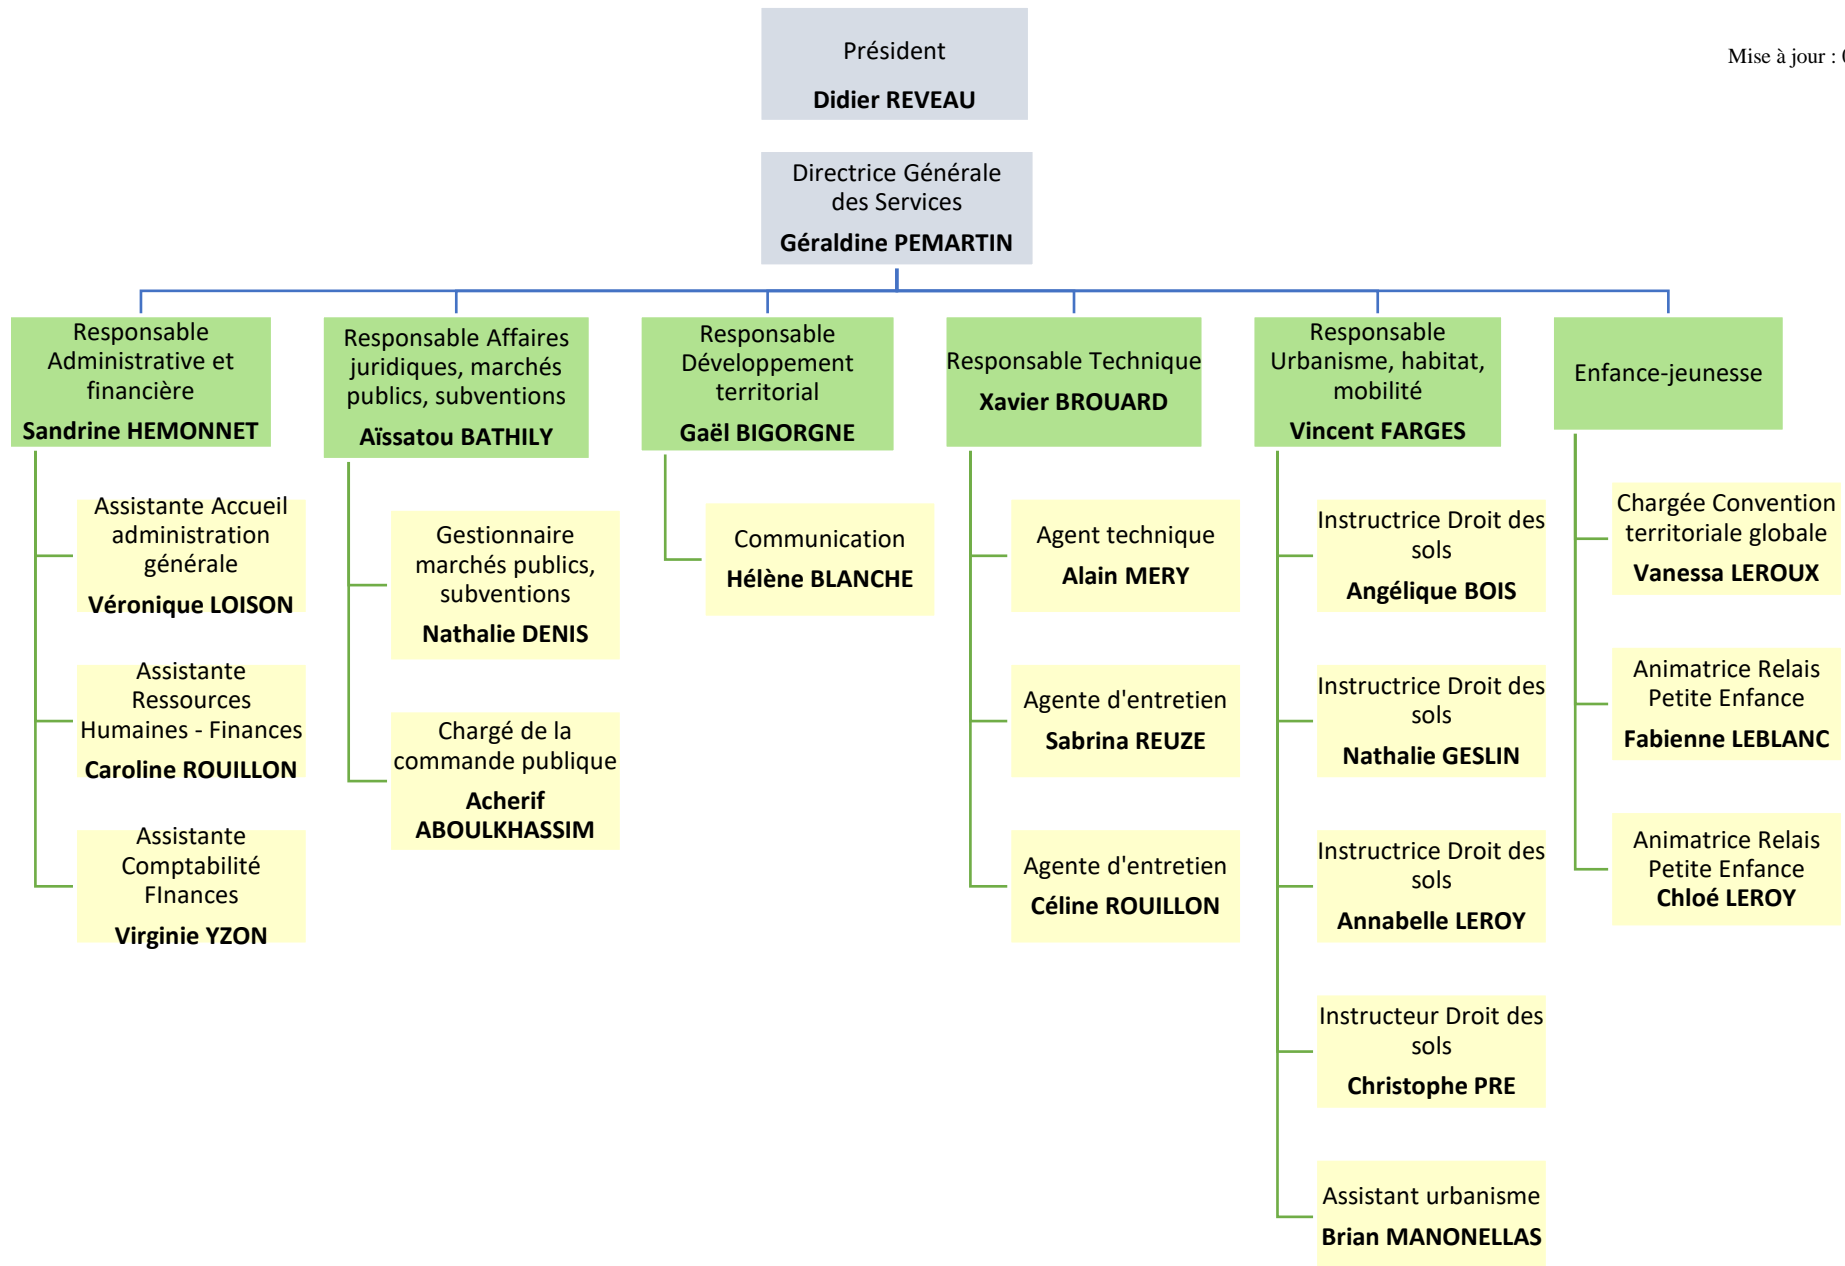 Président
Didier REVEAU
Mise à jour :
Directrice Générale
des Services
Géraldine PEMARTIN
Responsable
Administrative et
financière
Sandrine HEMONNET
Responsable Affaires
juridiques, marchés
publics, subventions
Aïssatou BATHILY
Responsable
Développement
territorial
Gaël BIGORGNE
Responsable Technique
Xavier BROUARD
Responsable
Urbanisme, habitat,
mobilité
Vincent FARGES
Enfance-jeunesse
Assistante Accueil
administration
générale
Véronique LOISON
Assistante
Ressources
Humaines - Finances
Caroline ROUILLON
Assistante
Comptabilité
FInances
Virginie YZON
Gestionnaire
marchés publics,
subventions
Nathalie DENIS
Chargé de la
commande publique
Acherif
ABOULKHASSIM
Communication
Hélène BLANCHE
Agent technique
Alain MERY
Agente d'entretien
Sabrina REUZE
Agente d'entretien
Céline ROUILLON
Instructrice Droit des
sols
Angélique BOIS
Instructrice Droit des
sols
Nathalie GESLIN
Instructrice Droit des
sols
Annabelle LEROY
Instructeur Droit des
sols
Christophe PRE
Assistant urbanisme
Brian MANONELLAS
Chargée Convention
territoriale globale
Vanessa LEROUX
Animatrice Relais
Petite Enfance
Fabienne LEBLANC
Animatrice Relais
Petite Enfance
Chloé LEROY